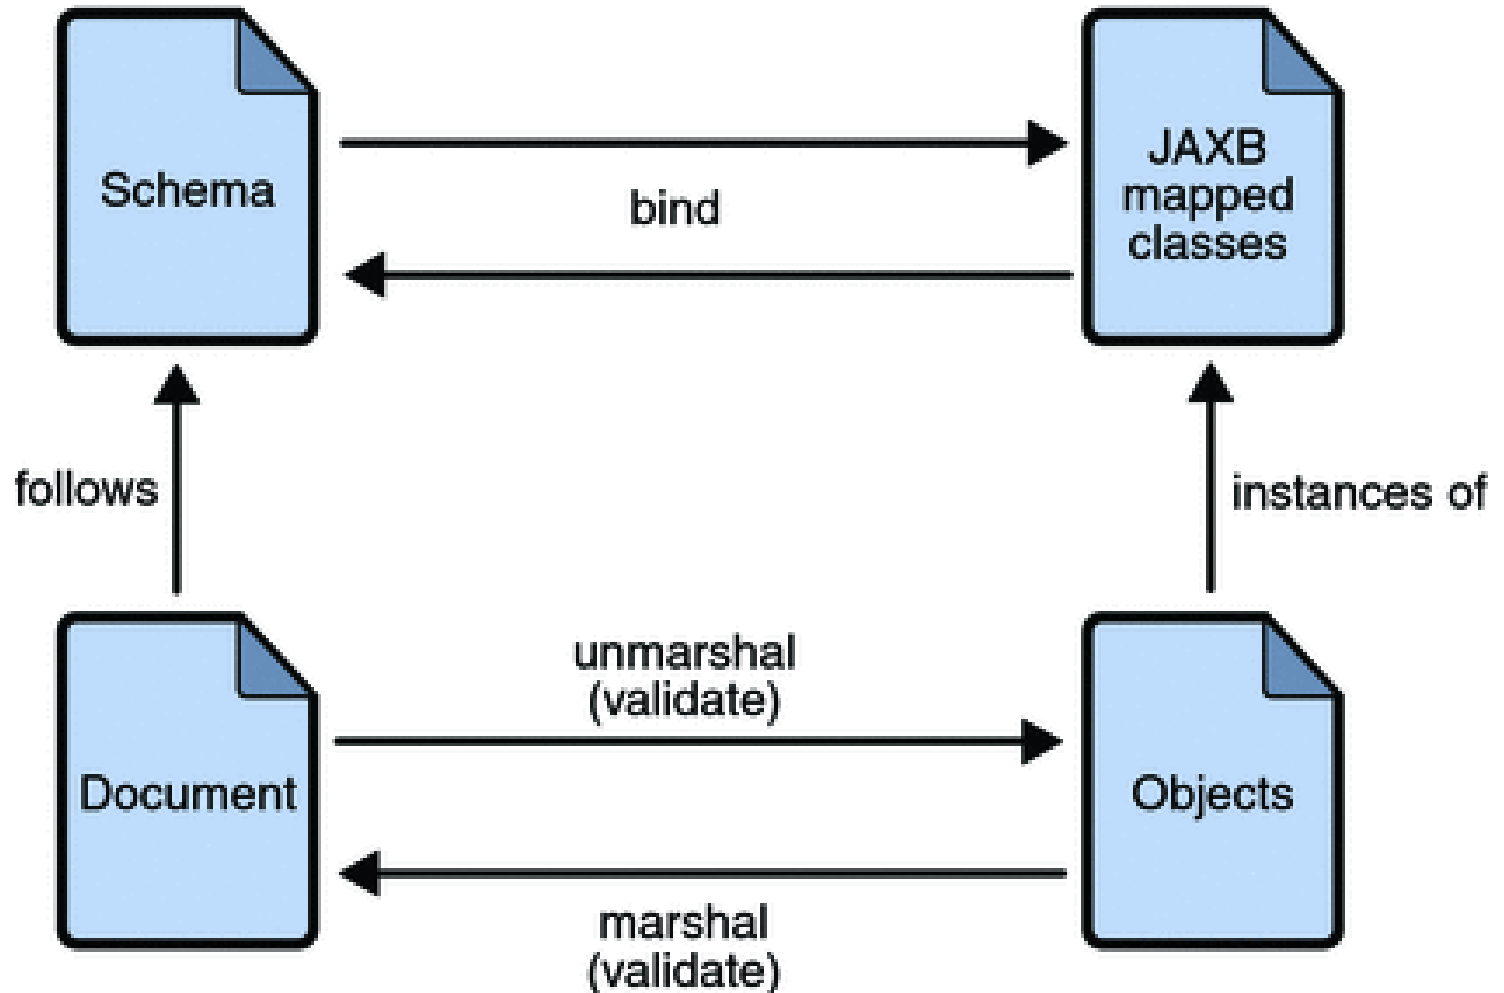 Schema
bind
JAXB
mapped
classes
follows
instances of
unmarshal
(validate)
Document
Objects
marshal
(validate)